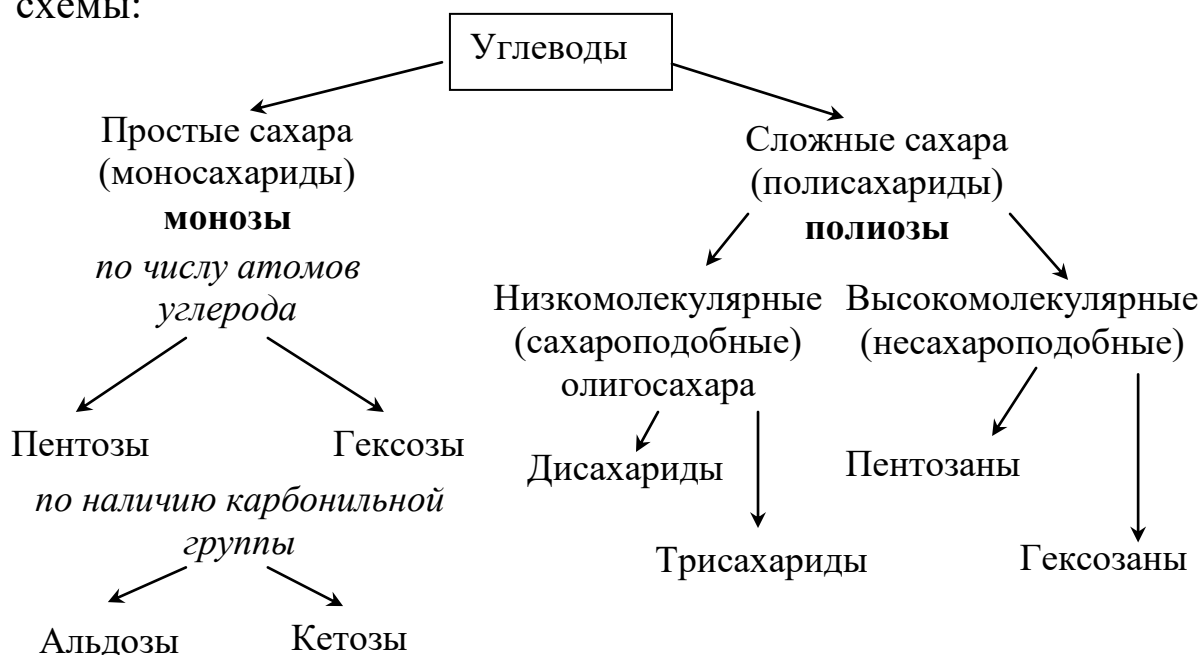 схемы:
Углеводы
Простые сахара
(моносахариды)
монозы
по числу атомов
углерода
Пентозы
Гексозы
по наличию карбонильной
группы
Альдозы
Кетозы
Сложные сахара
(полисахариды)
полиозы
Низкомолекулярные
(сахароподобные)
олигосахара
Дисахариды
Трисахариды
Высокомолекулярные
(несахароподобные)
Пентозаны
Гексозаны